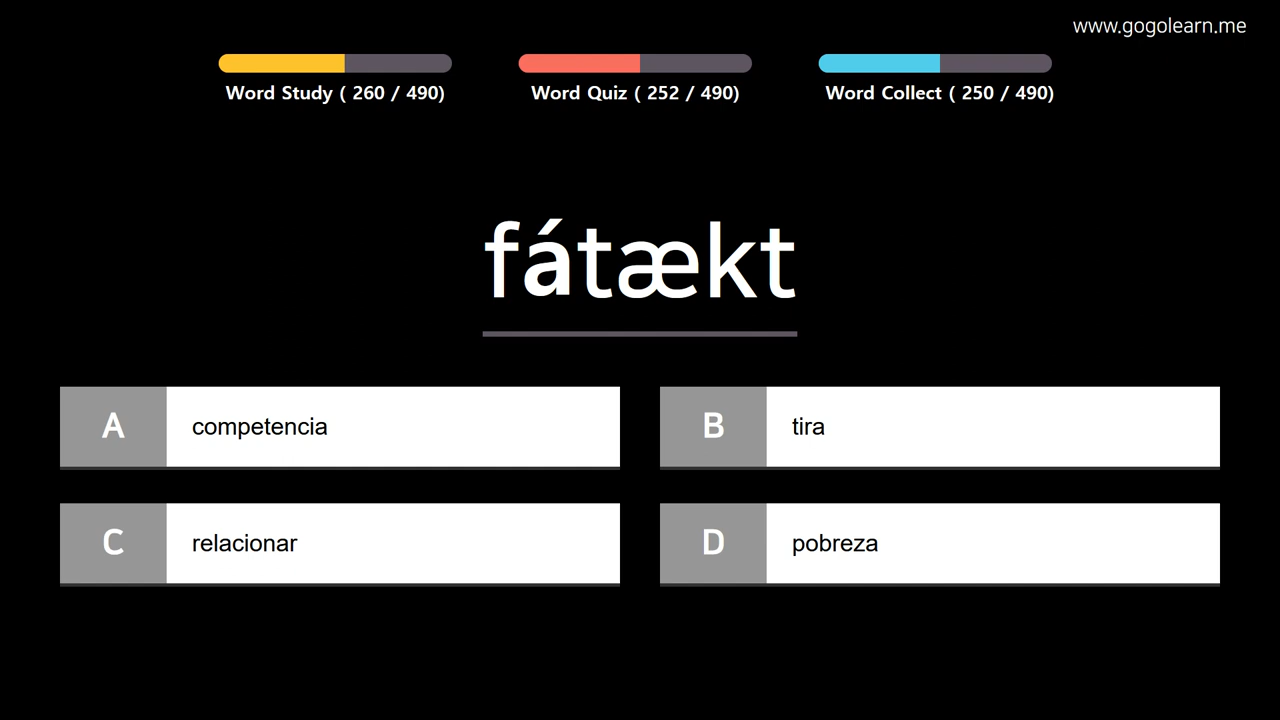 www.gogolearn.me
Word Study ( 260 / 490)
Word Quiz ( 252 / 490)
Word Collect ( 250 / 490)
fátækt
A competencia
B tira
C relacionar
D pobreza